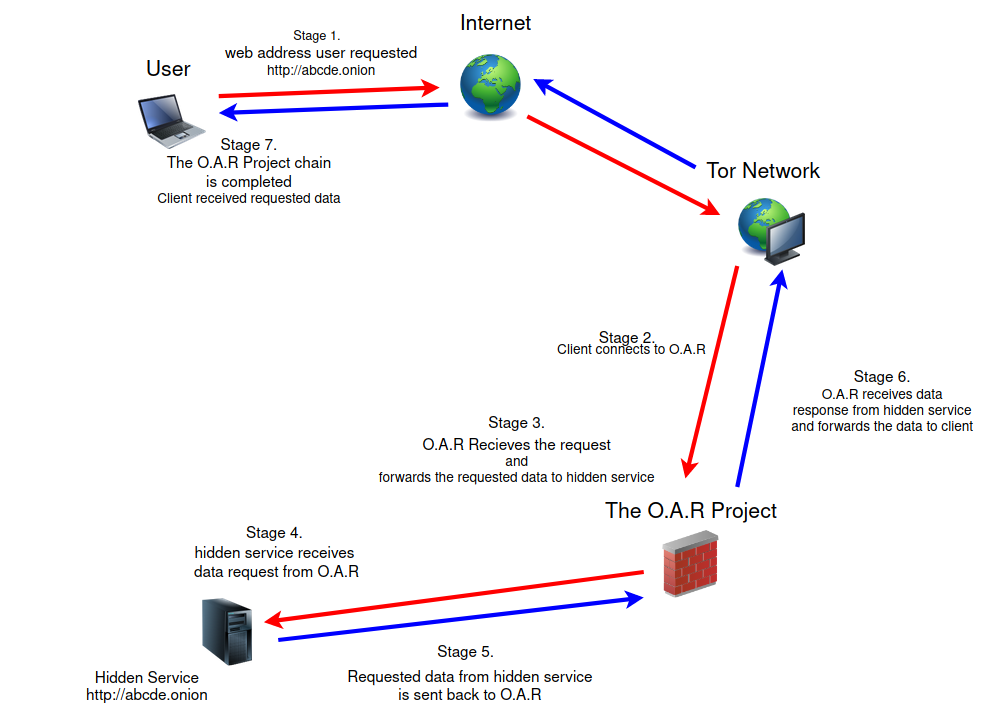 Internet
Stage 1.
web address user requested
http://abcde.onion
User
Stage 7.
The O.A.R Project chain
is completed
Client received requested data
Tor Network
Stage 2.
Client connects to O.A.R
Stage 6.
O.A.R receives data
response from hidden service
and forwards the data to client
Stage 3.
O.A.R Recieves the request
and
forwards the requested data to hidden service
The O.A.R Project
Stage 4.
hidden service receives
data request from O.A.R
Stage 5.
Requested data from hidden service
is sent back to O.A.R
Hidden Service
http://abcde.onion